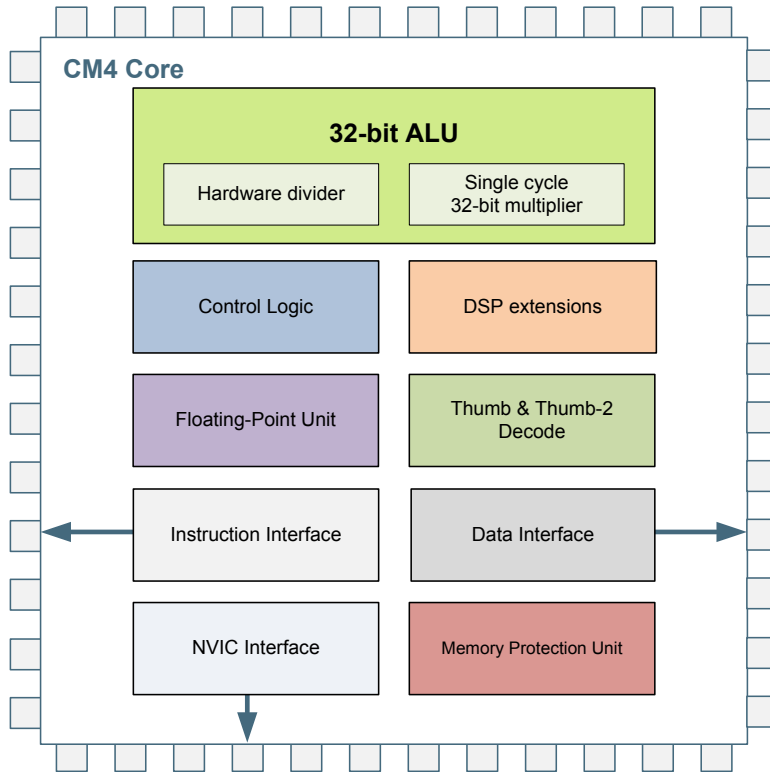 CM4 Core
32-bit ALU
Hardware divider
Single cycle
32-bit multiplier
Control Logic
DSP extensions
Floating-Point Unit
Thumb & Thumb-2
Decode
Instruction Interface
Data Interface
NVIC Interface
Memory Protection Unit